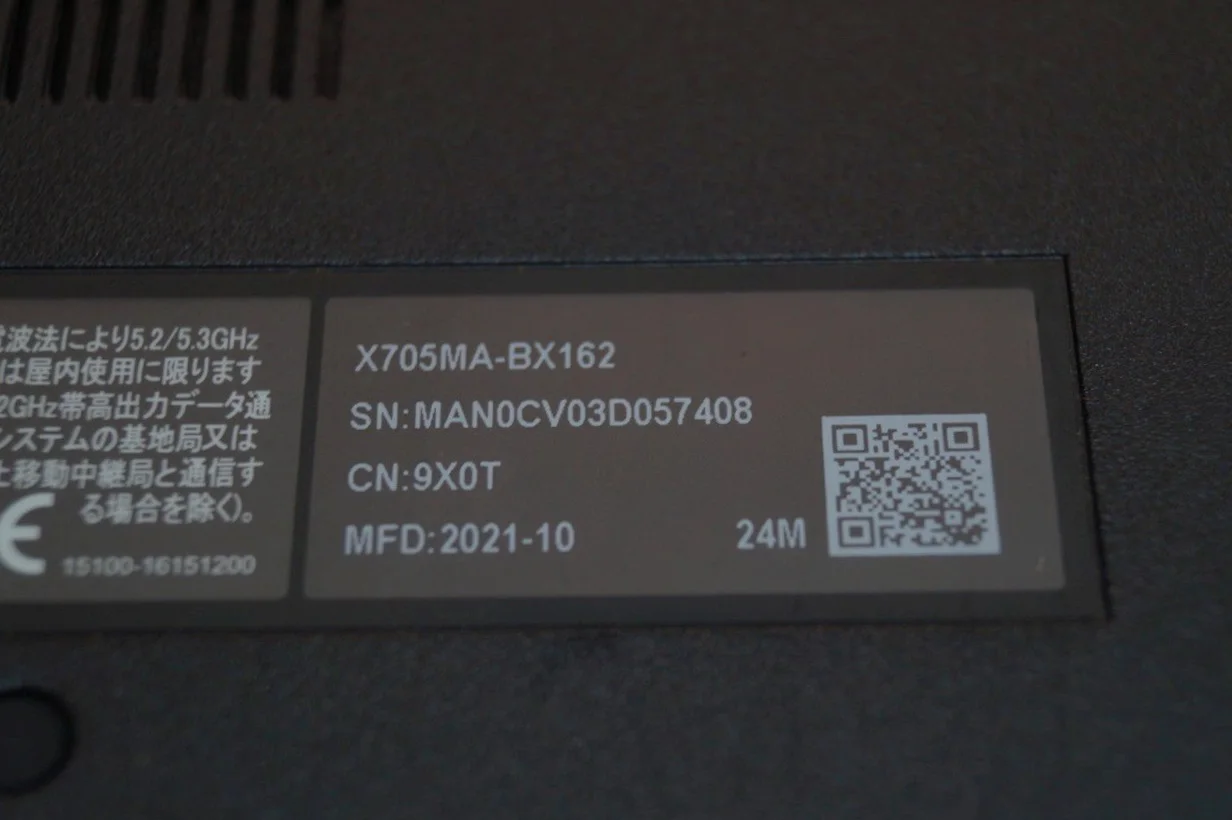 波法により5.2/5.3GHz
は屋内使用に限ります
2GHz帯高出力データ通
システムの基地局又は
移動中継局と通信す
る場合を除く)。
CE
15100-16151200
X705MA-BX162
SN:MAN0CV03D057408
CN:9X0T
MFD:2021-10
24M